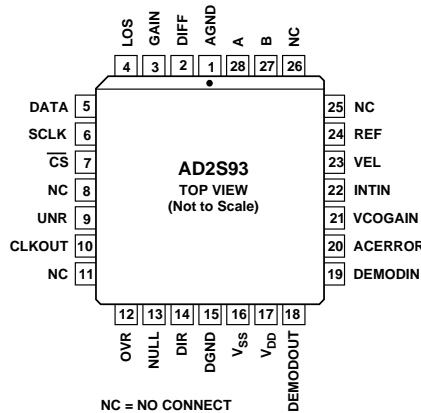 LOS GAIN DIFF AGND A B NC
4 3 2 1 28 27 26
DATA 5
SCLK 6
CS 7
NC 8
UNR 9
CLKOUT 10
NC 11
AD2S93
TOP VIEW
(Not to Scale)
25 NC
24 REF
23 VEL
22 INTIN
21 VCOGAIN
20 ACERROR
19 DEMODIN
12 13 14 15 16 17 18
OVR NULL DIR DGND VSS VDD DEMODOUT
NC = NO CONNECT